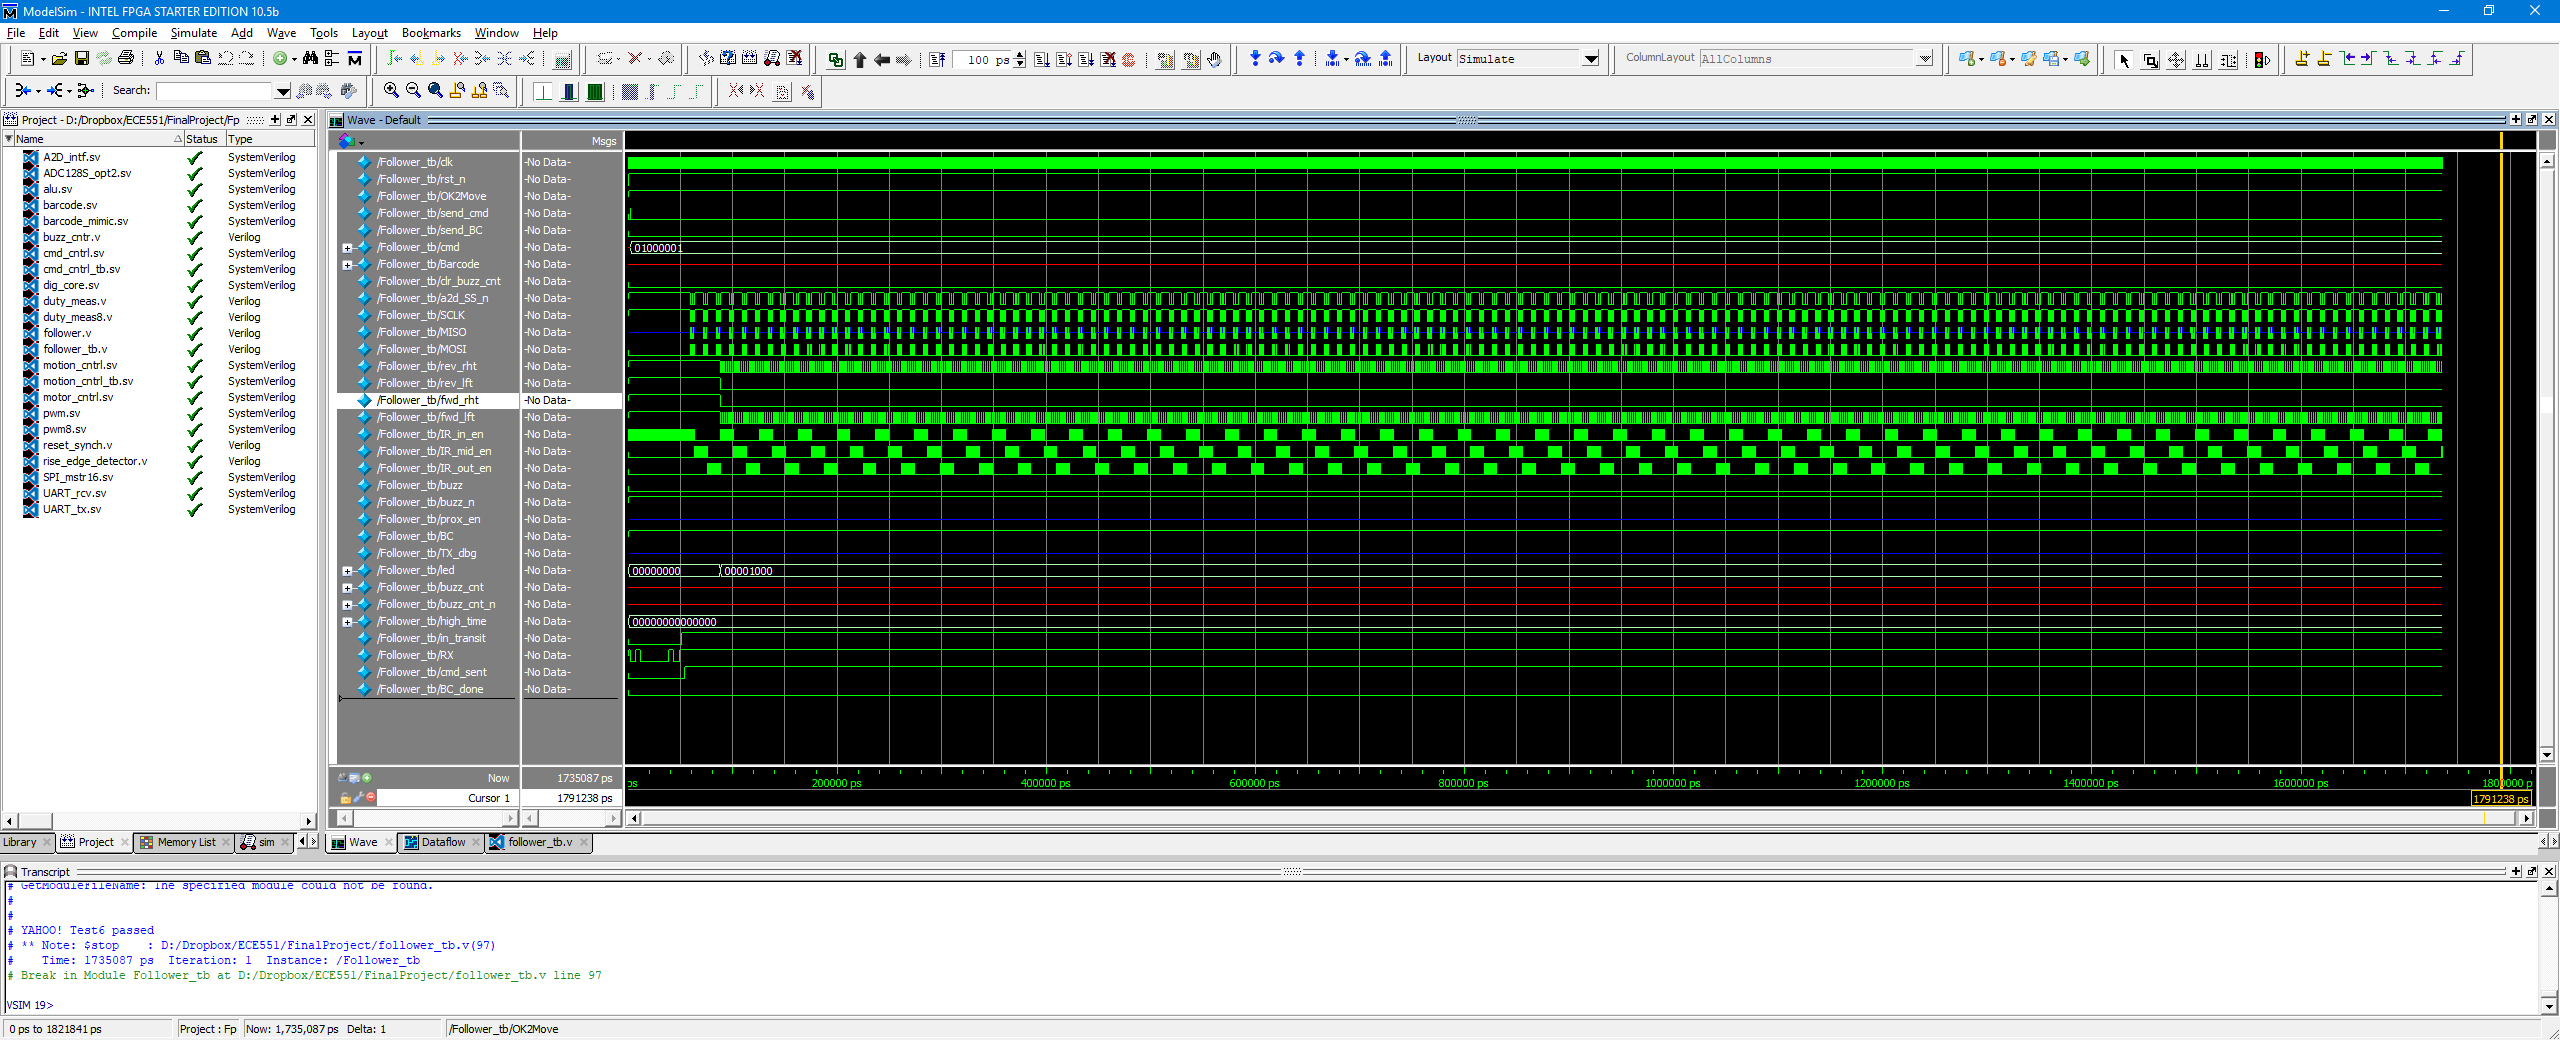 ModelSim - INTEL FPGA STARTER EDITION 10.5b
File Edit View Compile Simulate Add Wave Tools Layout Bookmarks Window Help
100 ps
Layout Simulate
ColumnLayout AllColumns
Search:
Project - D:/Dropbox/ECE551/FinalProject/Fp
Name Status Type
A2D_intf.sv SystemVerilog
ADC128S_opt2.sv SystemVerilog
alu.sv SystemVerilog
barcode.sv SystemVerilog
barcode_mimic.sv SystemVerilog
buzz_cntr.v Verilog
cmd_cntrl.sv SystemVerilog
cmd_cntrl_tb.sv SystemVerilog
dig_core.sv SystemVerilog
duty_meas.v Verilog
duty_meas8.v Verilog
follower.v Verilog
follower_tb.v Verilog
motion_cntrl.sv SystemVerilog
motion_cntrl_tb.sv SystemVerilog
motor_cntrl.sv SystemVerilog
pwm.sv SystemVerilog
pwm8.sv SystemVerilog
reset_synch.v Verilog
rise_edge_detector.v Verilog
SPI_mstr16.sv SystemVerilog
UART_rcv.sv SystemVerilog
UART_tx.sv SystemVerilog
Library Project Memory List sim
Wave - Default
Msgs
/Follower_tb/clk -No Data-
/Follower_tb/rst_n -No Data-
/Follower_tb/OK2Move -No Data-
/Follower_tb/send_cmd -No Data-
/Follower_tb/send_BC -No Data-
/Follower_tb/cmd -No Data- 01000001
/Follower_tb/Barcode -No Data-
/Follower_tb/clr_buzz_cnt -No Data-
/Follower_tb/a2d_SS_n -No Data-
/Follower_tb/SCLK -No Data-
/Follower_tb/MISO -No Data-
/Follower_tb/MOSI -No Data-
/Follower_tb/rev_rht -No Data-
/Follower_tb/rev_lft -No Data-
/Follower_tb/fwd_rht -No Data-
/Follower_tb/fwd_lft -No Data-
/Follower_tb/IR_in_en -No Data-
/Follower_tb/IR_mid_en -No Data-
/Follower_tb/IR_out_en -No Data-
/Follower_tb/buzz -No Data-
/Follower_tb/buzz_n -No Data-
/Follower_tb/prox_en -No Data-
/Follower_tb/BC -No Data-
/Follower_tb/TX_dbg -No Data-
/Follower_tb/led -No Data- 00000000 00001000
/Follower_tb/buzz_cnt -No Data-
/Follower_tb/buzz_cnt_n -No Data-
/Follower_tb/high_time -No Data- 00000000000000
/Follower_tb/in_transit -No Data-
/Follower_tb/RX -No Data-
/Follower_tb/cmd_sent -No Data-
/Follower_tb/BC_done -No Data-
Now 1735087 ps
ps 200000 ps 400000 ps 600000 ps 800000 ps 1000000 ps 1200000 ps 1400000 ps 1600000 ps 1800000 p
Cursor 1 1791238 ps
1791238 ps
Wave Dataflow follower_tb.v
Transcript
# GetModuleFileName: The specified module could not be found.
#
#
# YAHOO! Test6 passed
# ** Note: $stop : D:/Dropbox/ECE551/FinalProject/follower_tb.v(97)
# Time: 1735087 ps Iteration: 1 Instance: /Follower_tb
# Break in Module Follower_tb at D:/Dropbox/ECE551/FinalProject/follower_tb.v line 97
VSIM 19>
0 ps to 1821841 ps Project : Fp Now: 1,735,087 ps Delta: 1 /Follower_tb/OK2Move